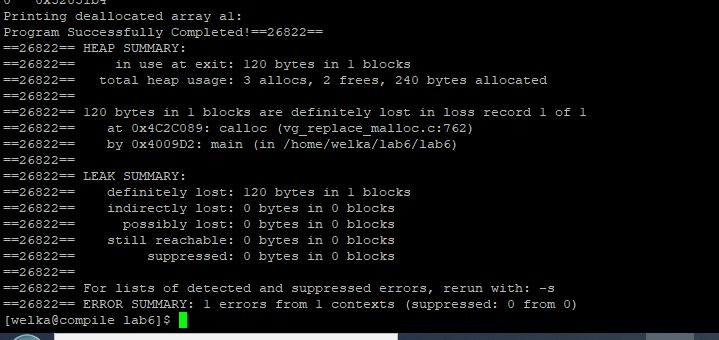 Printing deallocated array a1:
Program Successfully Completed!==26822==
==26822== HEAP SUMMARY:
==26822==     in use at exit: 120 bytes in 1 blocks
==26822==   total heap usage: 3 allocs, 2 frees, 240 bytes allocated
==26822==
==26822== 120 bytes in 1 blocks are definitely lost in loss record 1 of 1
==26822==    at 0x4C2C089: calloc (vg_replace_malloc.c:762)
==26822==    by 0x4009D2: main (in /home/welka/lab6/lab6)
==26822==
==26822== LEAK SUMMARY:
==26822==    definitely lost: 120 bytes in 1 blocks
==26822==    indirectly lost: 0 bytes in 0 blocks
==26822==      possibly lost: 0 bytes in 0 blocks
==26822==    still reachable: 0 bytes in 0 blocks
==26822==         suppressed: 0 bytes in 0 blocks
==26822==
==26822== For lists of detected and suppressed errors, rerun with: -s
==26822== ERROR SUMMARY: 1 errors from 1 contexts (suppressed: 0 from 0)
[welka@compile lab6]$